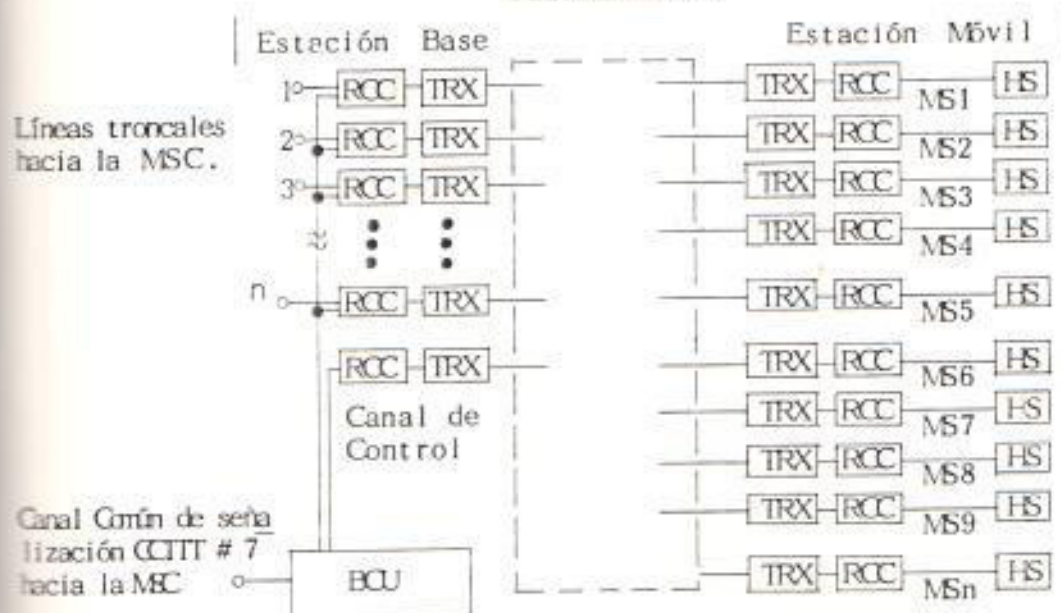 Estación Base
Estación Móvil
Líneas troncales
hacia la MSC.
1 RCC TRX
2 RCC TRX
3 RCC TRX
n RCC TRX
RCC TRX
Canal de
Control
Canal Común de seña
lización CCITT # 7
hacia la MSC
BCU
TRX RCC MS1 HS
TRX RCC MS2 HS
TRX RCC MS3 HS
TRX RCC MS4 HS
TRX RCC MS5 HS
TRX RCC MS6 HS
TRX RCC MS7 HS
TRX RCC MS8 HS
TRX RCC MS9 HS
TRX RCC MSn HS